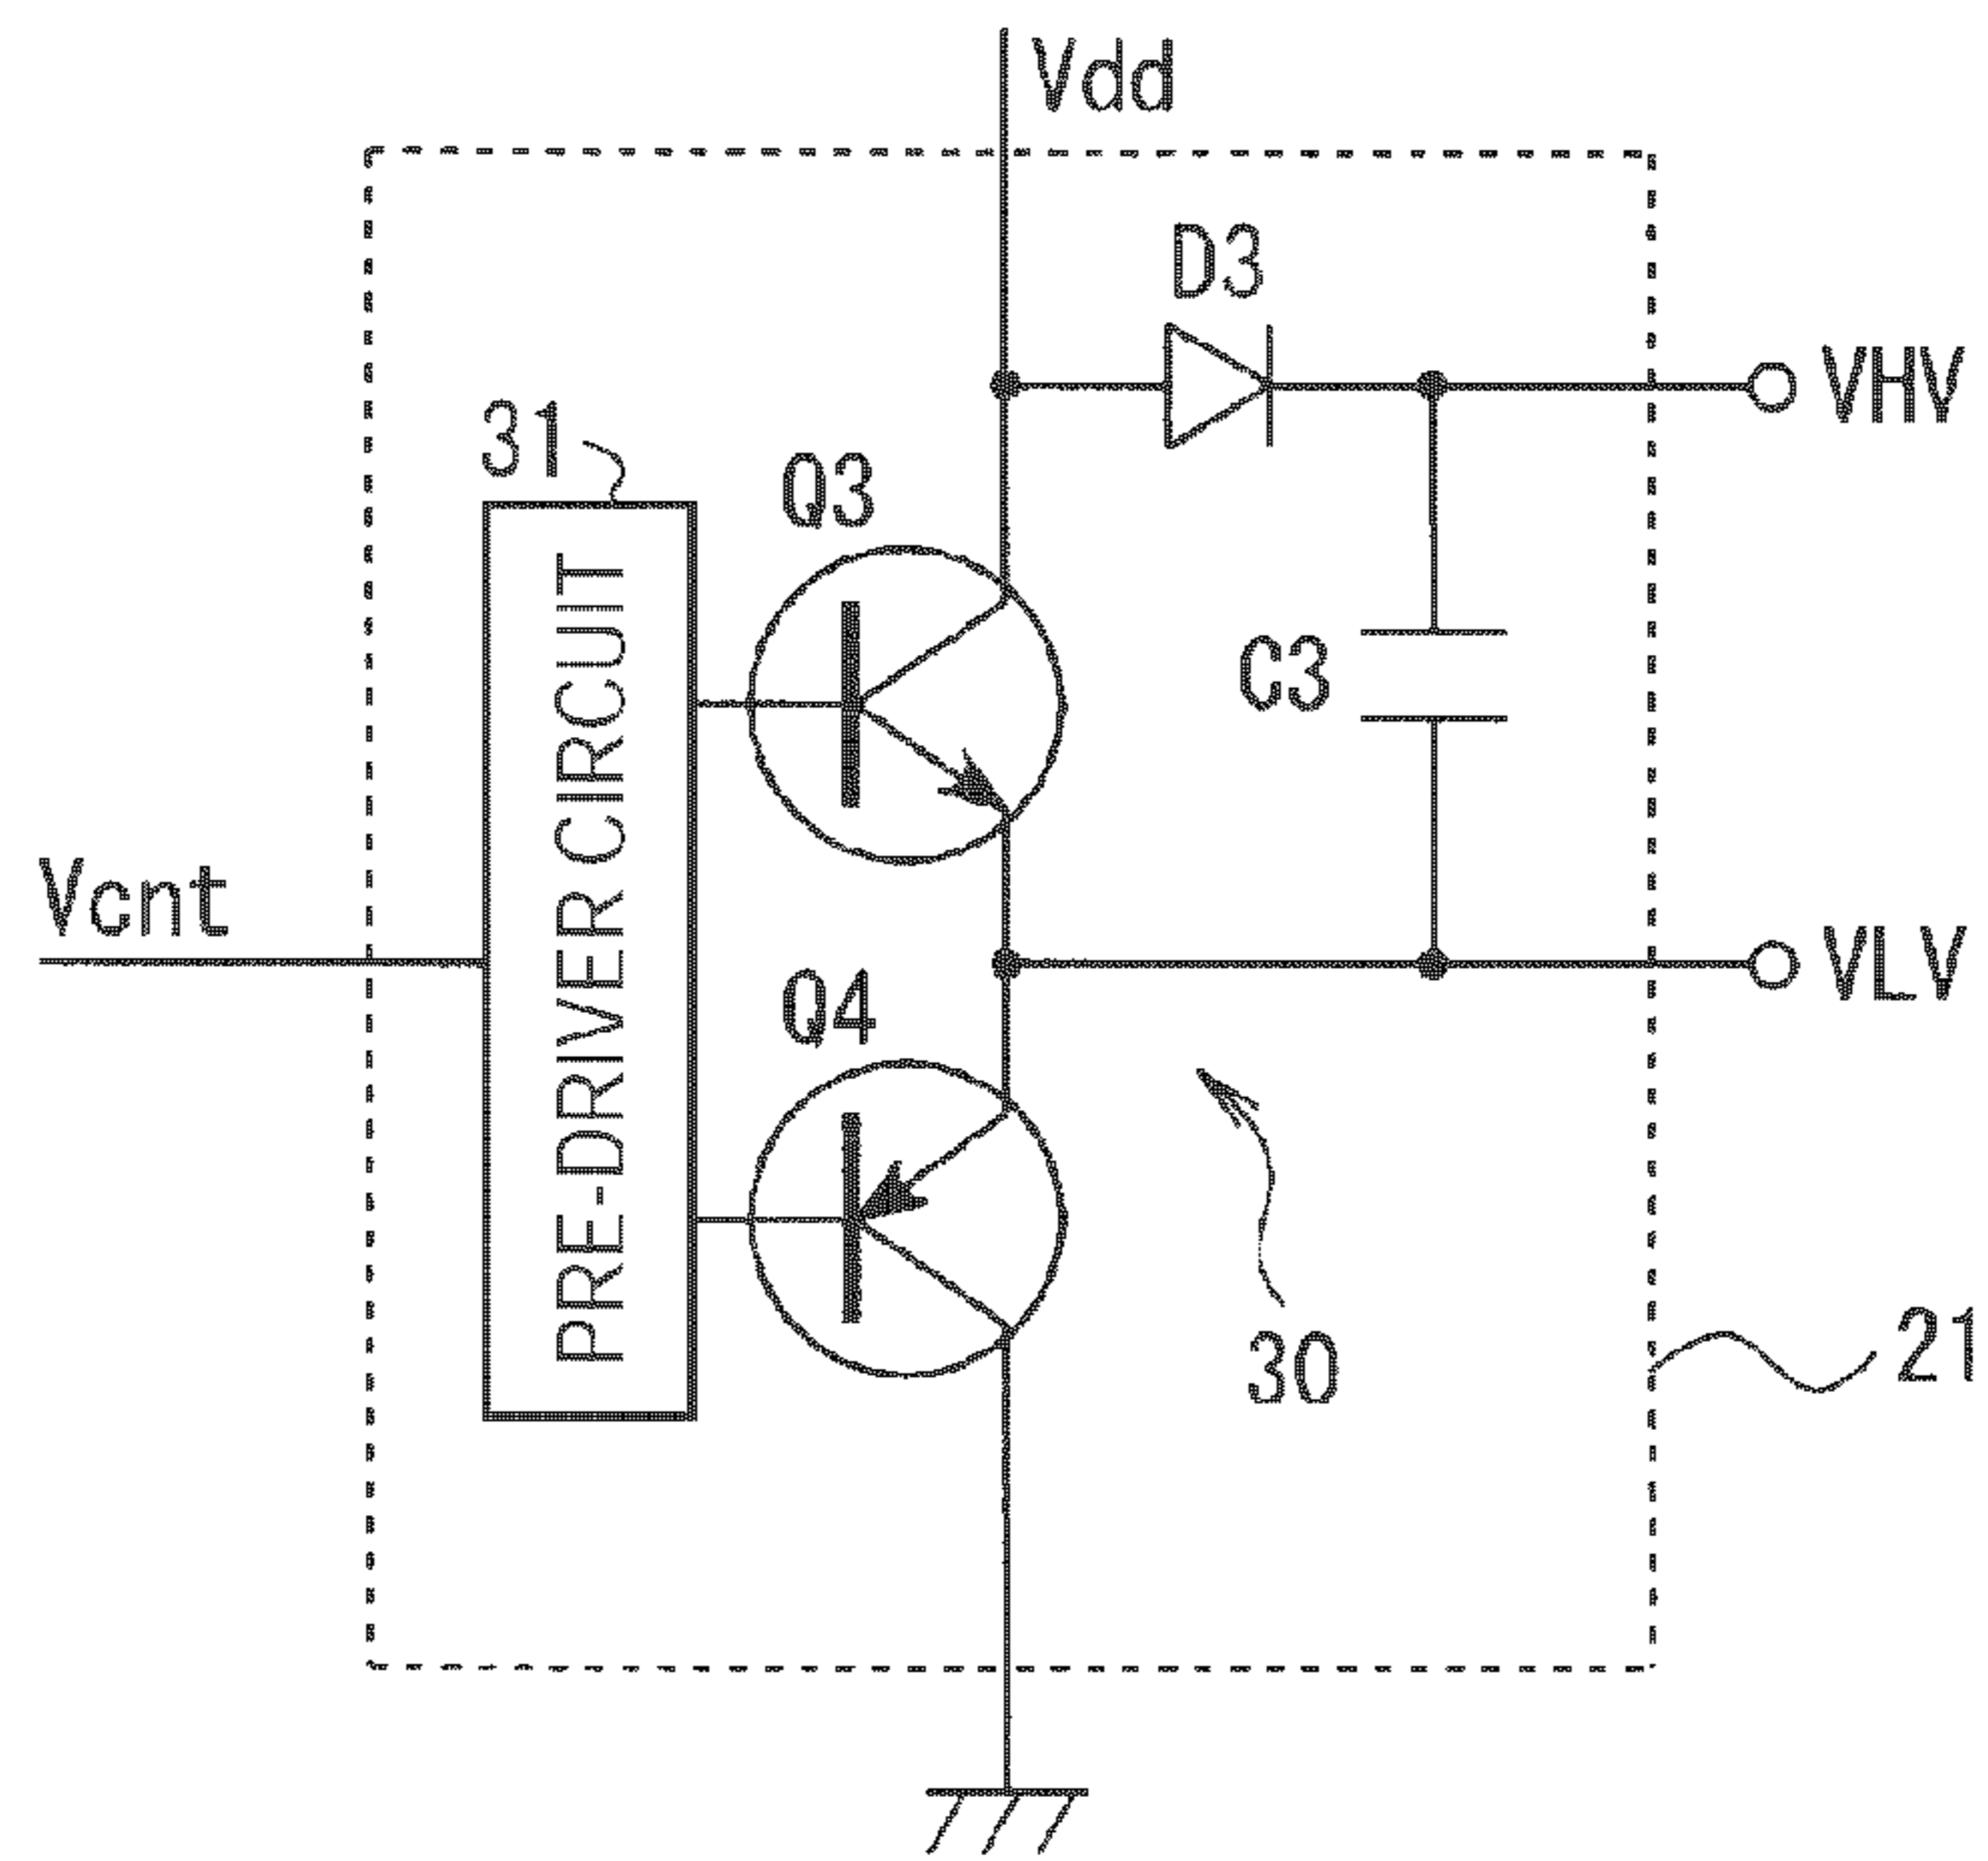 Vdd
D3
VHV
31
Q3
PRE-DRIVER CIRCUIT
C3
Vcnt
VLV
Q4
30
21